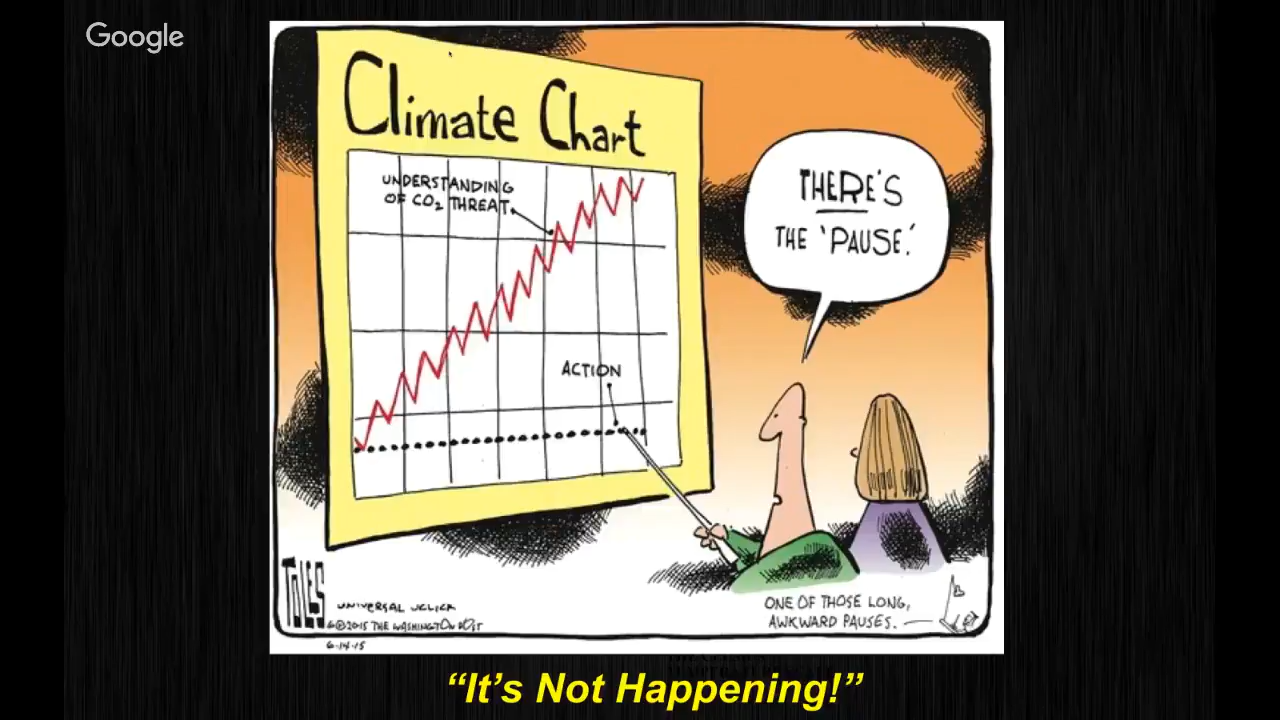 Google
Climate Chart
UNDERSTANDING
OF CO₂ THREAT
ACTION
THERE'S
THE 'PAUSE.'
TOLES
UNIVERSAL UCLICK
©2015 THE WASHINGTON POST
6-14-15
ONE OF THOSE LONG,
AWKWARD PAUSES.
“It’s Not Happening!”